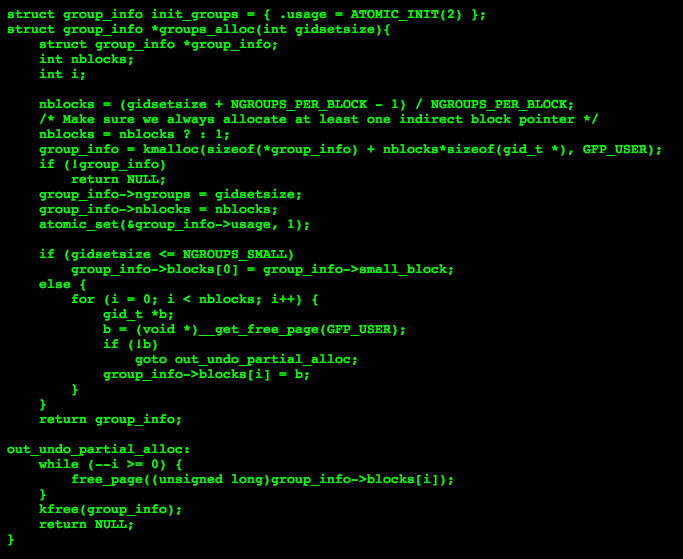 struct group_info init_groups = { .usage = ATOMIC_INIT(2) };
struct group_info *groups_alloc(int gidsetsize){
    struct group_info *group_info;
    int nblocks;
    int i;

    nblocks = (gidsetsize + NGROUPS_PER_BLOCK - 1) / NGROUPS_PER_BLOCK;
    /* Make sure we always allocate at least one indirect block pointer */
    nblocks = nblocks ? : 1;
    group_info = kmalloc(sizeof(*group_info) + nblocks*sizeof(gid_t *), GFP_USER);
    if (!group_info)
        return NULL;
    group_info->ngroups = gidsetsize;
    group_info->nblocks = nblocks;
    atomic_set(&group_info->usage, 1);

    if (gidsetsize <= NGROUPS_SMALL)
        group_info->blocks[0] = group_info->small_block;
    else {
        for (i = 0; i < nblocks; i++) {
            gid_t *b;
            b = (void *)__get_free_page(GFP_USER);
            if (!b)
                goto out_undo_partial_alloc;
            group_info->blocks[i] = b;
        }
    }
    return group_info;

out_undo_partial_alloc:
    while (--i >= 0) {
        free_page((unsigned long)group_info->blocks[i]);
    }
    kfree(group_info);
    return NULL;
}